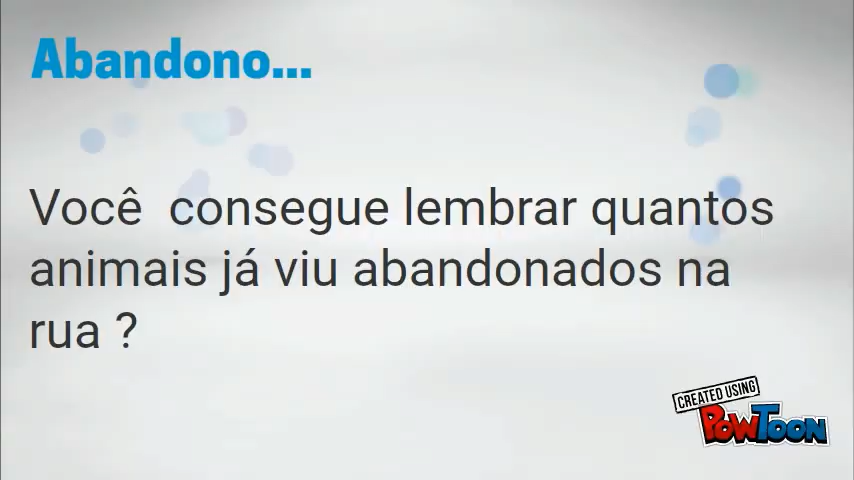 Abandono...
Você  consegue lembrar quantos
animais já viu abandonados na
rua ?
CREATED USING
POWTOON